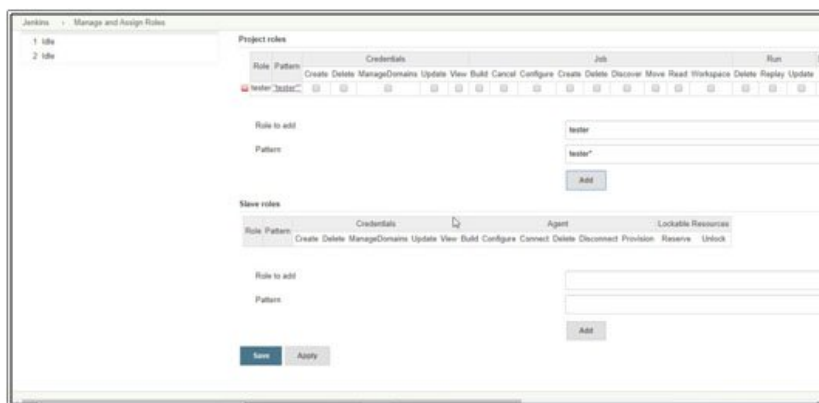 Jenkins › Manage and Assign Roles
1 Idle
2 Idle
Project roles
Role Pattern Credentials Job Run
Create Delete ManageDomains Update View Build Cancel Configure Create Delete Discover Move Read Workspace Delete Replay Update
tester "tester*"
Role to add
tester
Pattern
tester*
Add
Slave roles
Role Pattern Credentials Agent Lockable Resources
Create Delete ManageDomains Update View Build Configure Connect Delete Disconnect Provision Reserve Unlock
Role to add
Pattern
Add
Save Apply